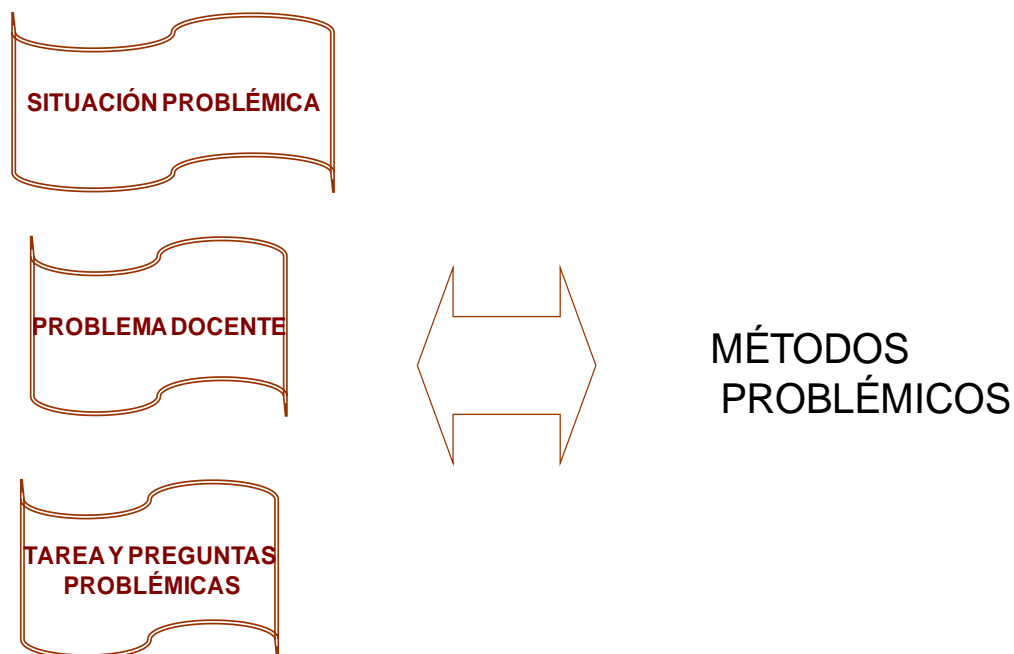 SITUACIÓN PROBLÉMICA
PROBLEMA DOCENTE
MÉTODOS
PROBLÉMICOS
TAREA Y PREGUNTAS
PROBLÉMICAS